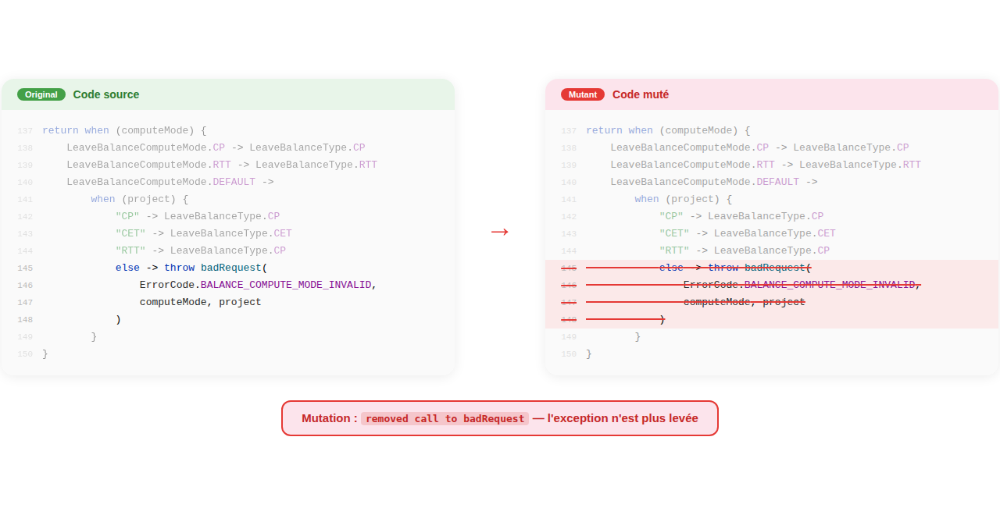 Original Code source
137 return when (computeMode) {
138 LeaveBalanceComputeMode.CP -> LeaveBalanceType.CP
139 LeaveBalanceComputeMode.RTT -> LeaveBalanceType.RTT
140 LeaveBalanceComputeMode.DEFAULT ->
141 when (project) {
142 "CP" -> LeaveBalanceType.CP
143 "CET" -> LeaveBalanceType.CET
144 "RTT" -> LeaveBalanceType.CP
145 else -> throw badRequest(
146 ErrorCode.BALANCE_COMPUTE_MODE_INVALID,
147 computeMode, project
148 )
149 }
150 }
→
Mutant Code muté
137 return when (computeMode) {
138 LeaveBalanceComputeMode.CP -> LeaveBalanceType.CP
139 LeaveBalanceComputeMode.RTT -> LeaveBalanceType.RTT
140 LeaveBalanceComputeMode.DEFAULT ->
141 when (project) {
142 "CP" -> LeaveBalanceType.CP
143 "CET" -> LeaveBalanceType.CET
144 "RTT" -> LeaveBalanceType.CP
145 else -> throw badRequest(
146 ErrorCode.BALANCE_COMPUTE_MODE_INVALID,
147 computeMode, project
148 )
149 }
150 }
Mutation : removed call to badRequest — l'exception n'est plus levée